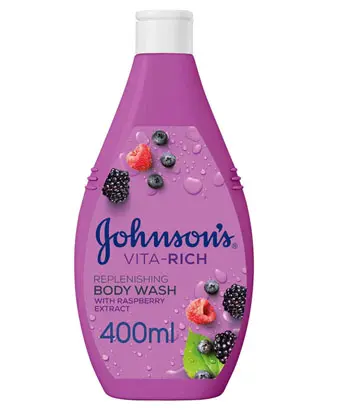 Johnson's®
VITA-RICH
REPLENISHING
BODY WASH
WITH RASPBERRY
EXTRACT
400ml